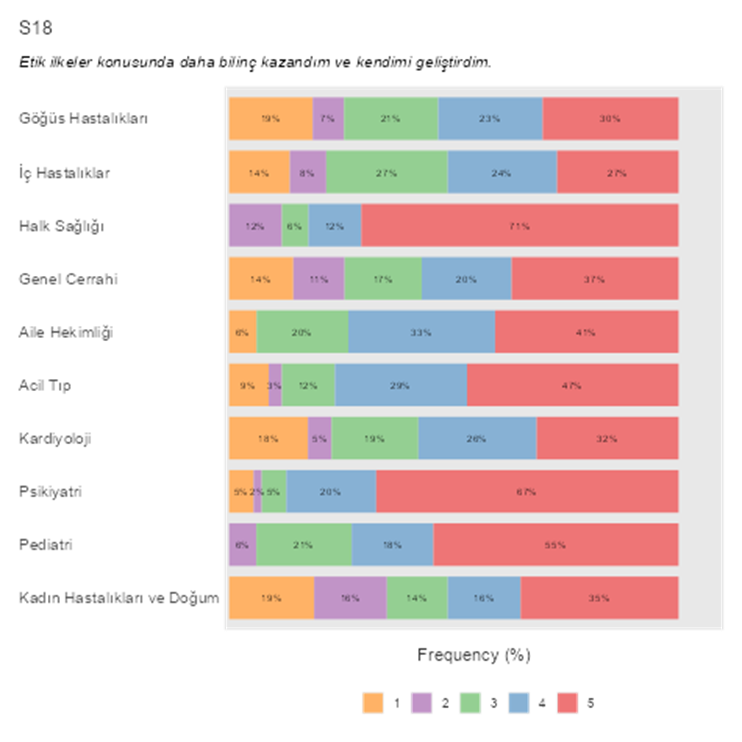 S18
Etik ilkeler konusunda daha bilinç kazandım ve kendimi geliştirdim.
Göğüs Hastalıkları 19% 7% 21% 23% 30%
İç Hastalıklar 14% 8% 27% 24% 27%
Halk Sağlığı 12% 6% 12% 71%
Genel Cerrahi 14% 11% 17% 20% 37%
Aile Hekimliği 6% 20% 33% 41%
Acil Tıp 9% 3% 12% 29% 47%
Kardiyoloji 18% 5% 19% 26% 32%
Psikiyatri 5% 2% 5% 20% 67%
Pediatri 6% 21% 18% 55%
Kadın Hastalıkları ve Doğum 19% 16% 14% 16% 35%
Frequency (%)
1 2 3 4 5